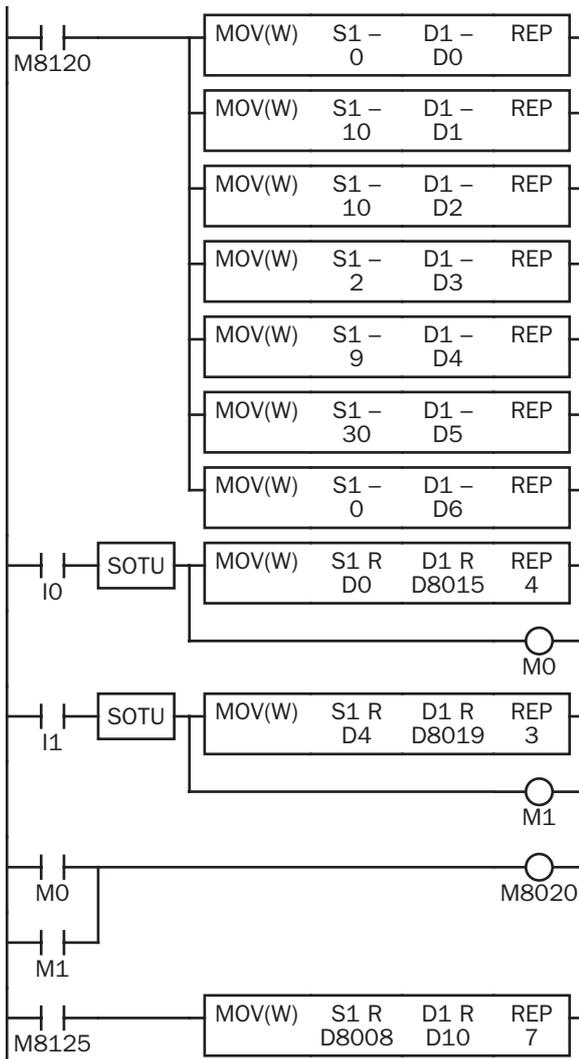 MOV(W) S1 – D1 – REP
0 D0
M8120
MOV(W) S1 – D1 – REP
10 D1
MOV(W) S1 – D1 – REP
10 D2
MOV(W) S1 – D1 – REP
2 D3
MOV(W) S1 – D1 – REP
9 D4
MOV(W) S1 – D1 – REP
30 D5
MOV(W) S1 – D1 – REP
0 D6
SOTU MOV(W) S1 R D1 R REP
I0 D0 D8015 4
M0
SOTU MOV(W) S1 R D1 R REP
I1 D4 D8019 3
M1
M0 M8020
M1
MOV(W) S1 R D1 R REP
M8125 D8008 D10 7